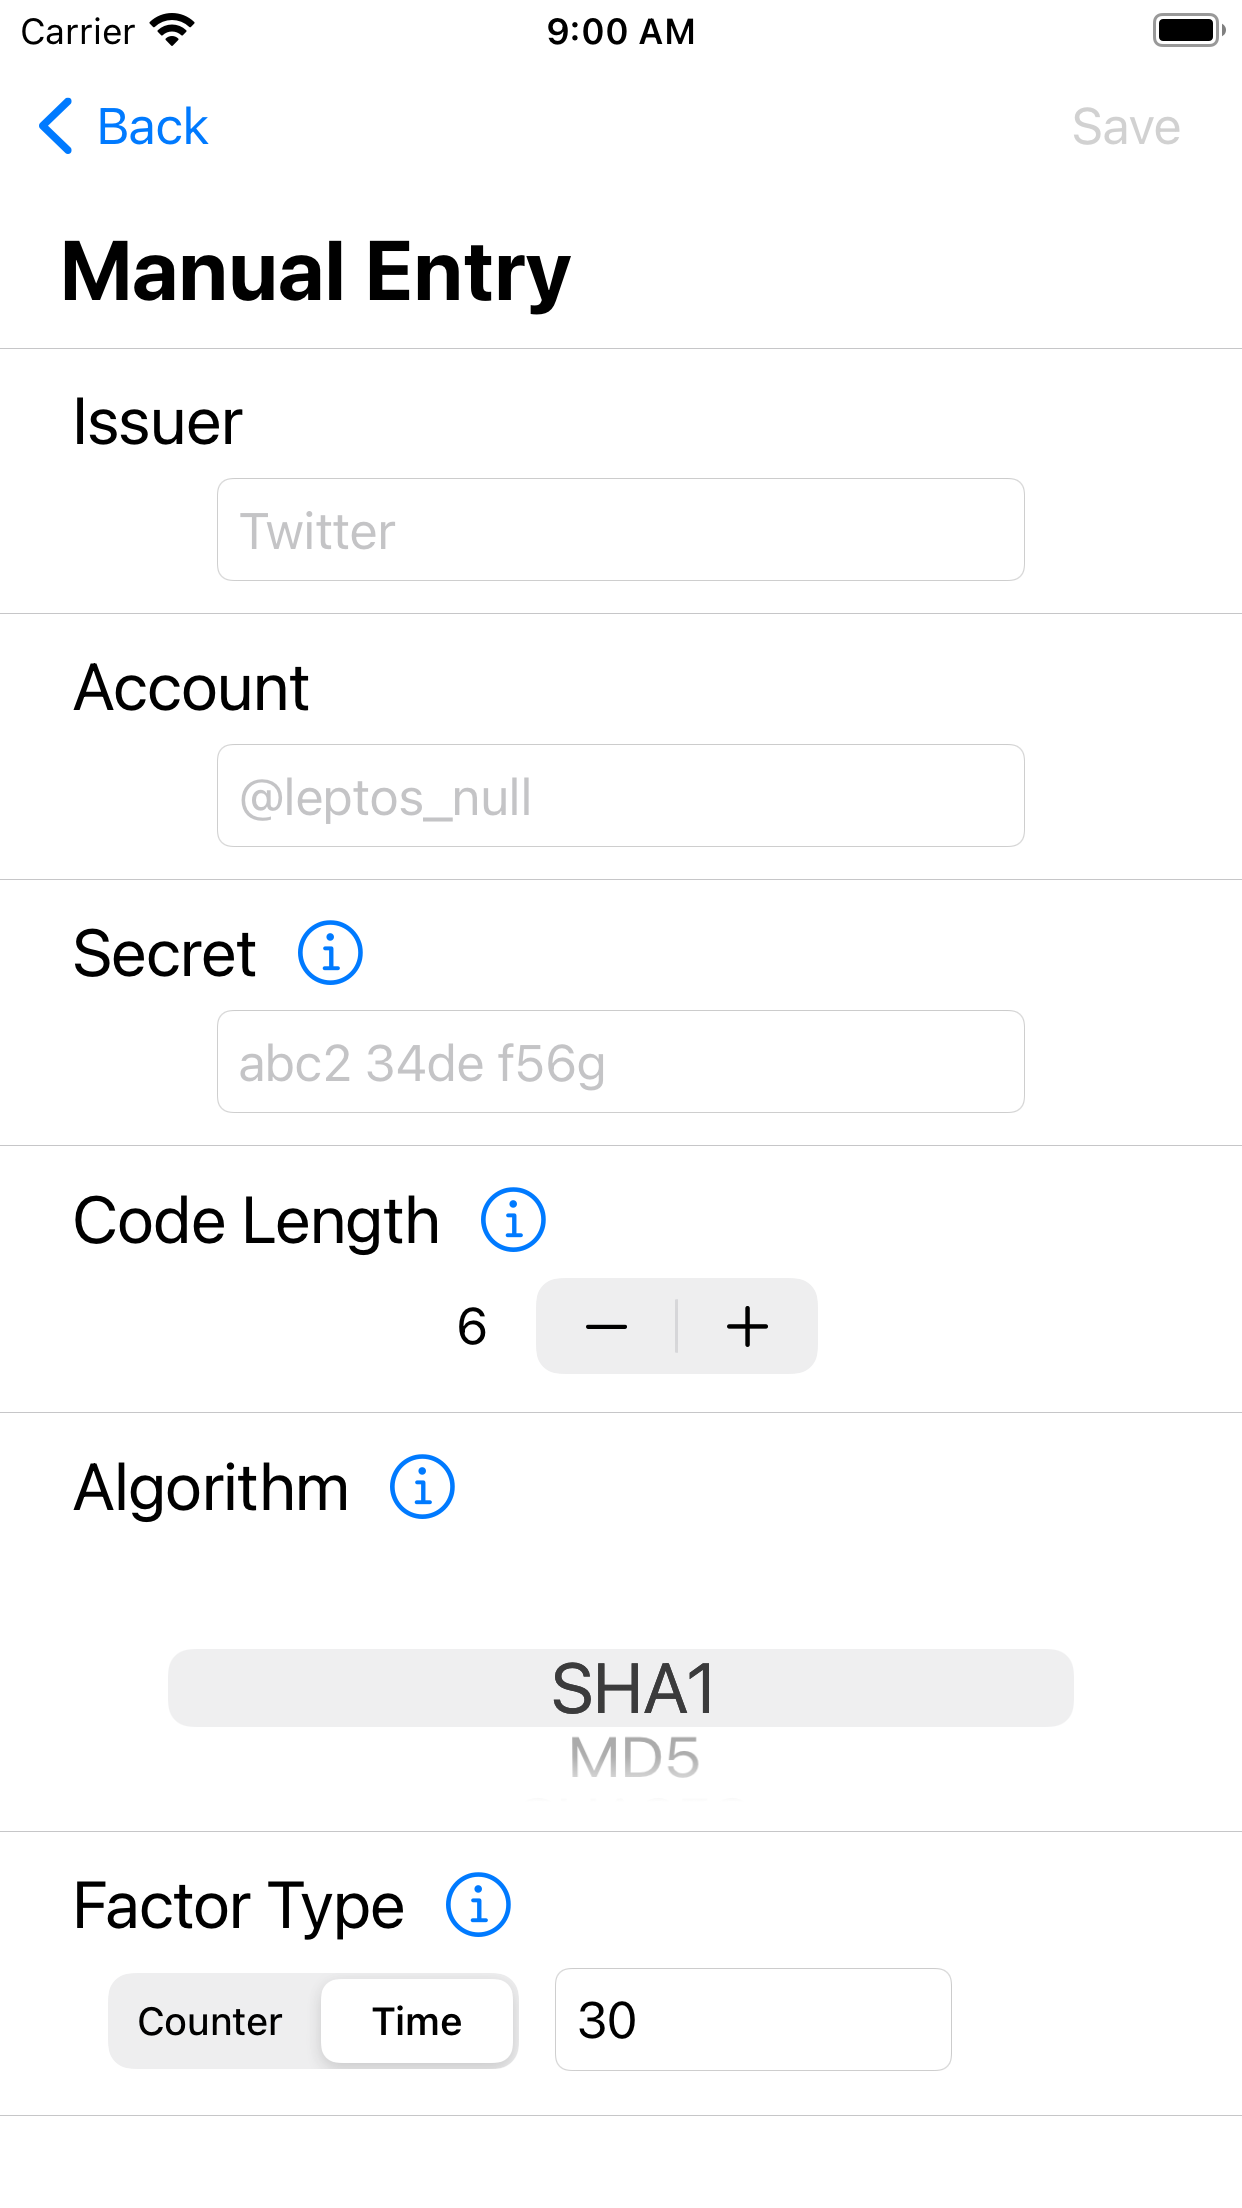 Carrier 9:00 AM
Back Save
Manual Entry
Issuer
Twitter
Account
@leptos_null
Secret
abc2 34de f56g
Code Length
6
Algorithm
SHA1
MD5
Factor Type
Counter Time 30